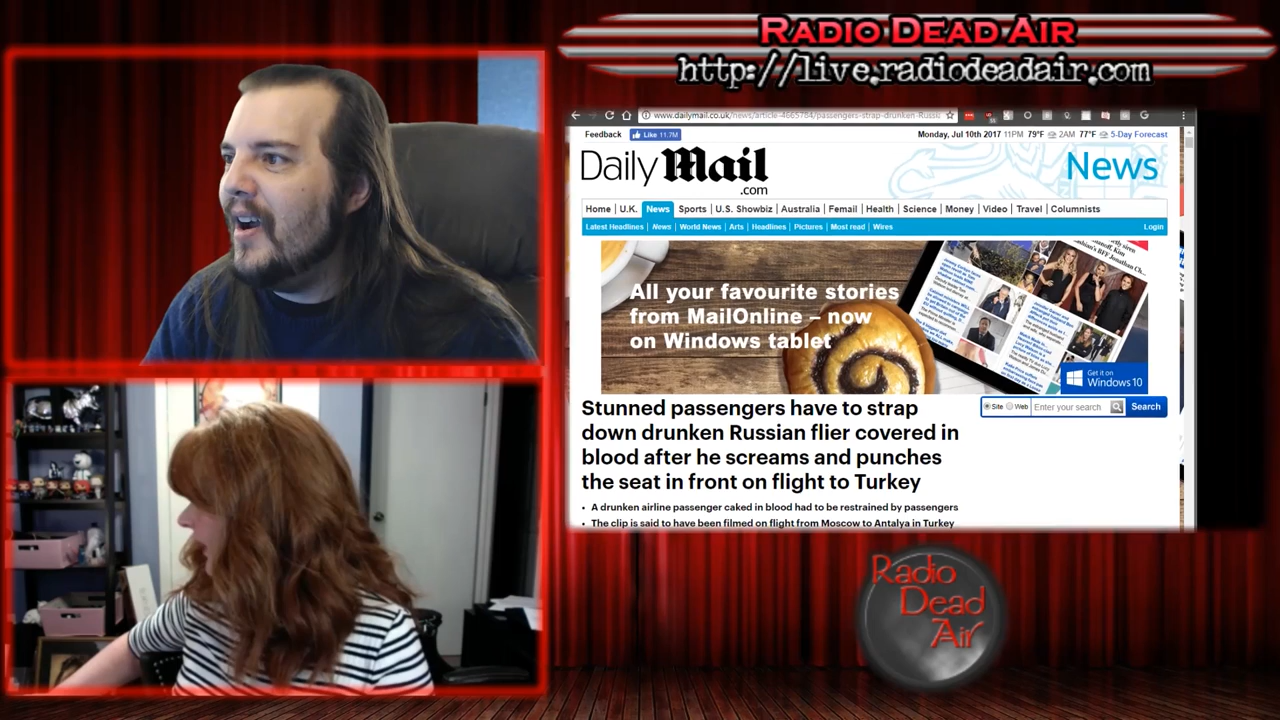 RADIO DEAD AIR
http://live.radiodeadair.com
www.dailymail.co.uk/news/article-4665784/passengers-strap-drunken-Russi
Feedback
Like 11.7M
Monday, Jul 10th 2017 11PM 79°F 2AM 77°F 5-Day Forecast
Daily Mail
.com
News
Home U.K. News Sports U.S. Showbiz Australia Femail Health Science Money Video Travel Columnists
Latest Headlines News World News Arts Headlines Pictures Most read Wires
Login
All your favourite stories
from MailOnline – now
on Windows tablet
Get it on
Windows 10
Stunned passengers have to strap
down drunken Russian flier covered in
blood after he screams and punches
the seat in front on flight to Turkey
Site Web Enter your search Search
• A drunken airline passenger caked in blood had to be restrained by passengers
• The clip is said to have been filmed on flight from Moscow to Antalya in Turkey
Radio
Dead
Air